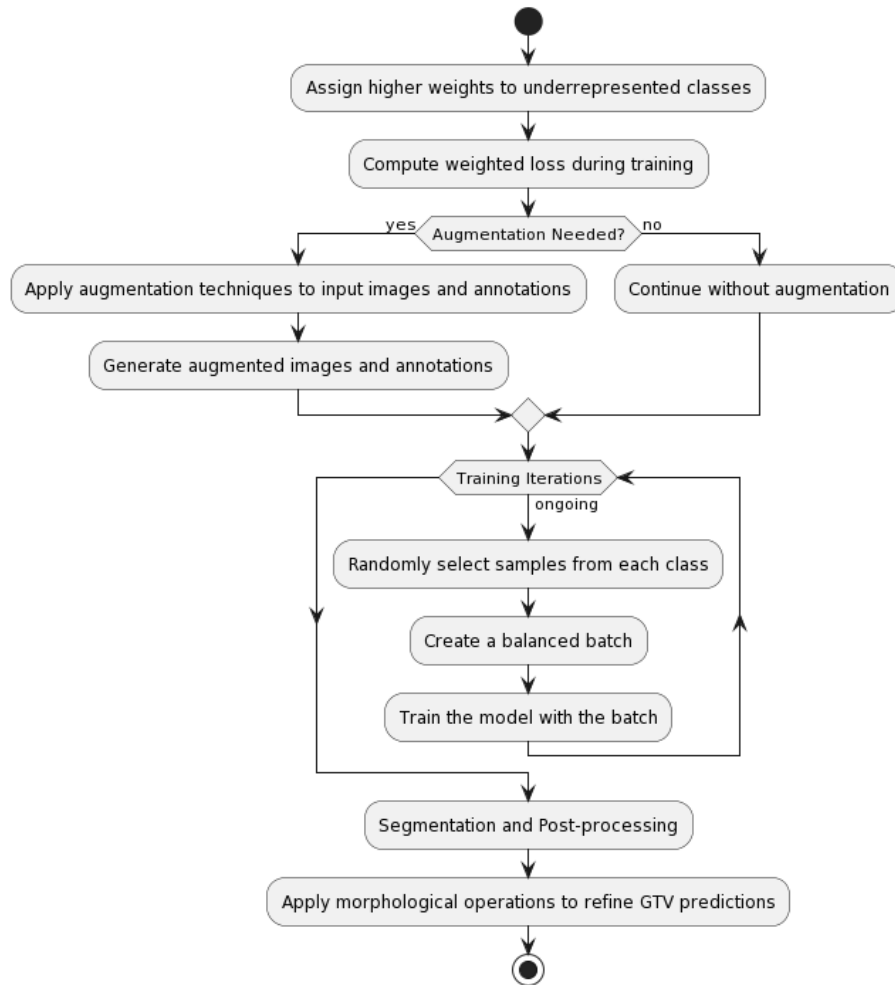 Assign higher weights to underrepresented classes
Compute weighted loss during training
yes
Augmentation Needed?
no
Apply augmentation techniques to input images and annotations
Continue without augmentation
Generate augmented images and annotations
Training Iterations
ongoing
Randomly select samples from each class
Create a balanced batch
Train the model with the batch
Segmentation and Post-processing
Apply morphological operations to refine GTV predictions